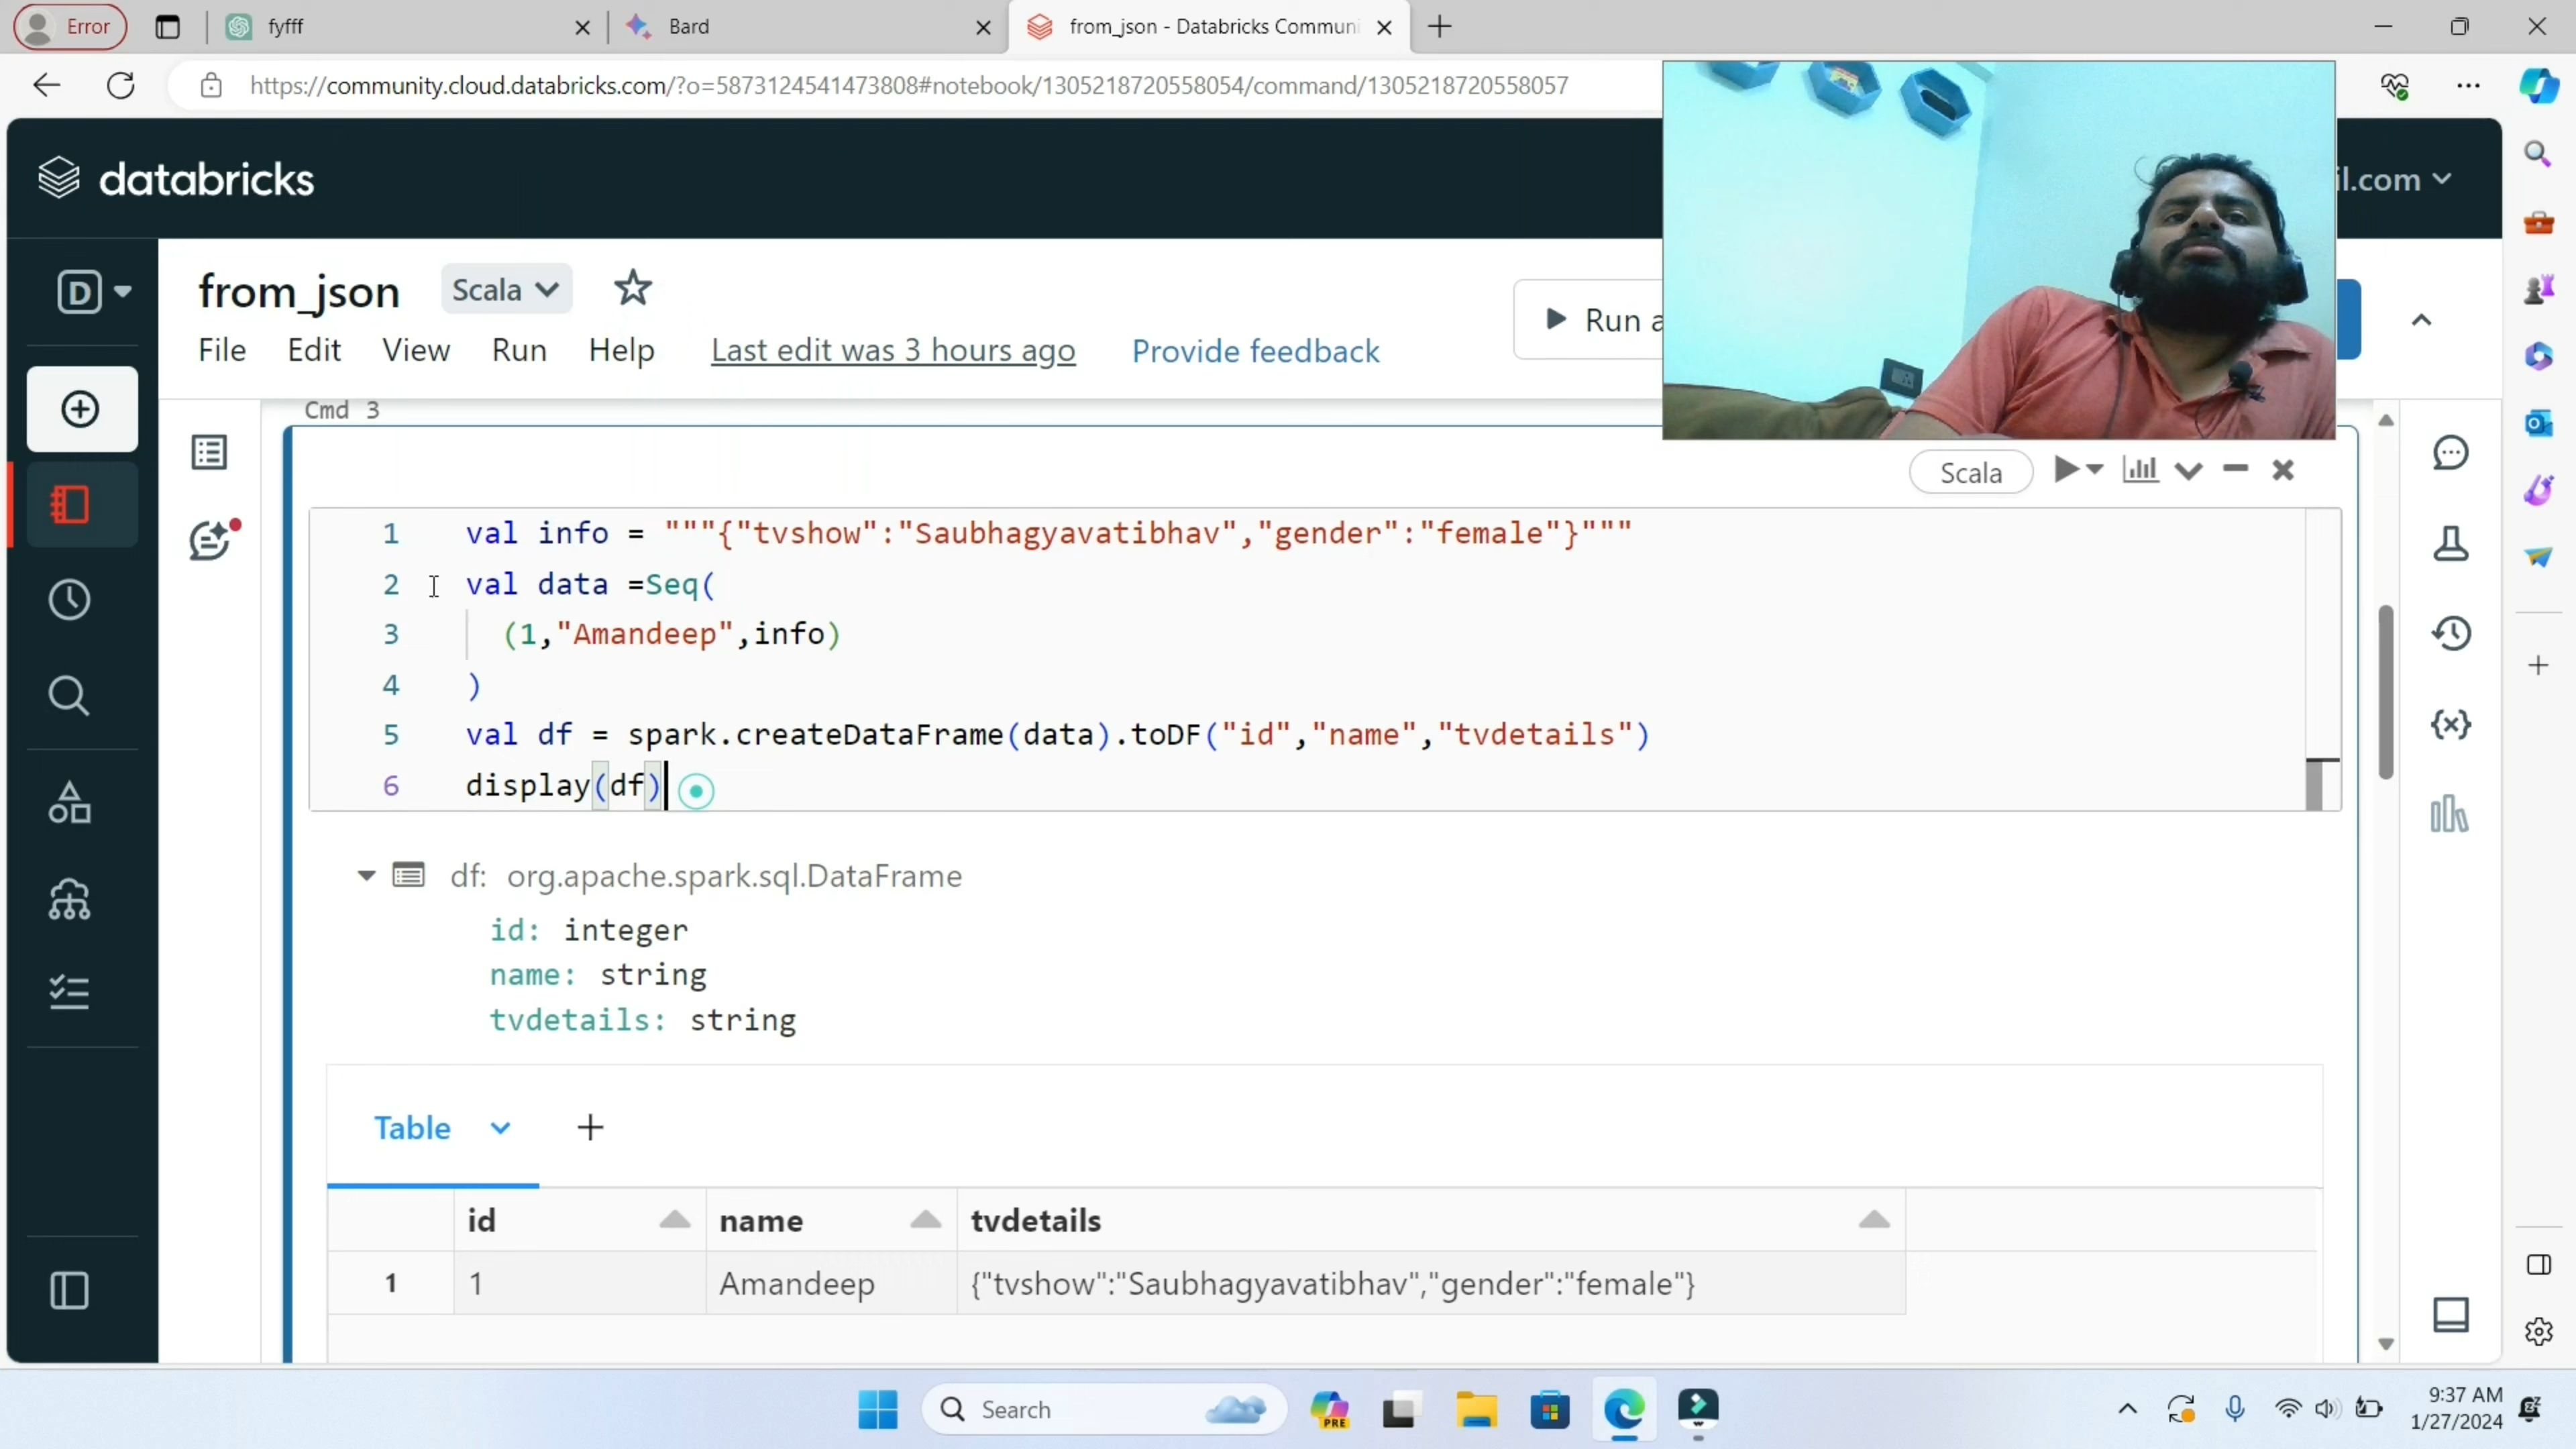 Error
fyfff
Bard
from_json - Databricks Communi
https://community.cloud.databricks.com/?o=5873124541473808#notebook/1305218720558054/command/1305218720558057
databricks
il.com
D
from_json
Scala
Run a
File Edit View Run Help Last edit was 3 hours ago Provide feedback
Cmd 3
Scala
1 val info = """{"tvshow":"Saubhagyavatibhav","gender":"female"}"""
2 val data =Seq(
3 (1,"Amandeep",info)
4 )
5 val df = spark.createDataFrame(data).toDF("id","name","tvdetails")
6 display(df)
df: org.apache.spark.sql.DataFrame
id: integer
name: string
tvdetails: string
Table
id name tvdetails
1 1 Amandeep {"tvshow":"Saubhagyavatibhav","gender":"female"}
Search
PRE
9:37 AM
1/27/2024